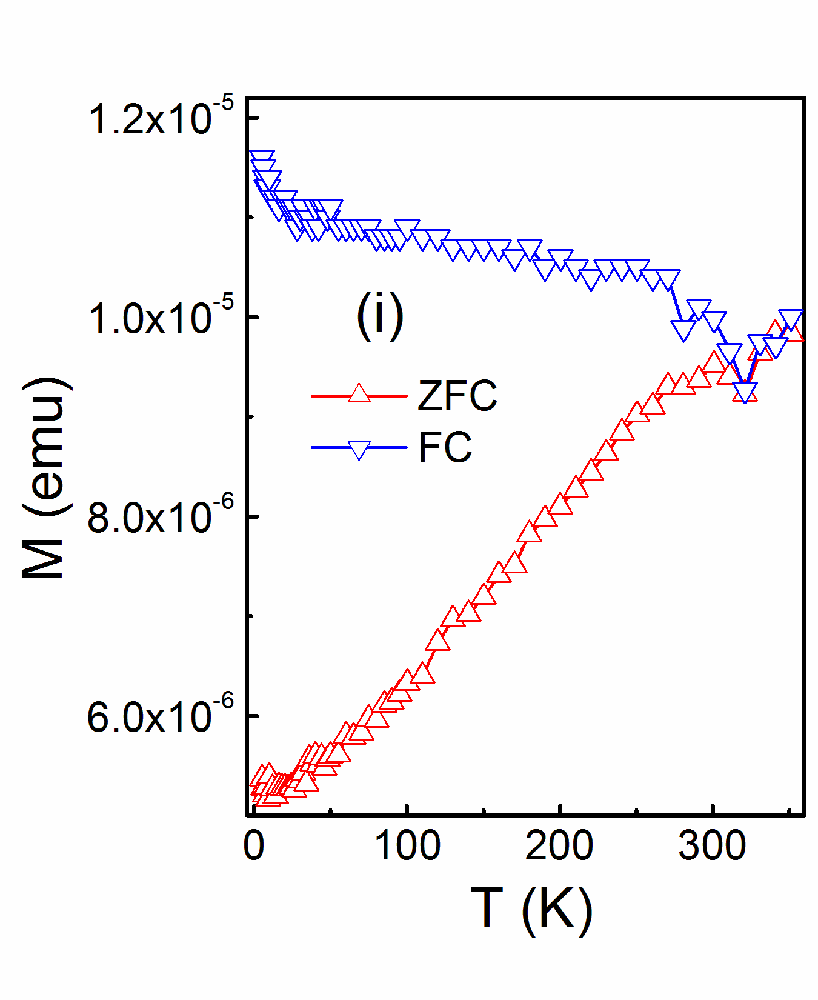 1.2x10⁻⁵
1.0x10⁻⁵
8.0x10⁻⁶
6.0x10⁻⁶
M (emu)
(i)
ZFC
FC
0 100 200 300
T (K)